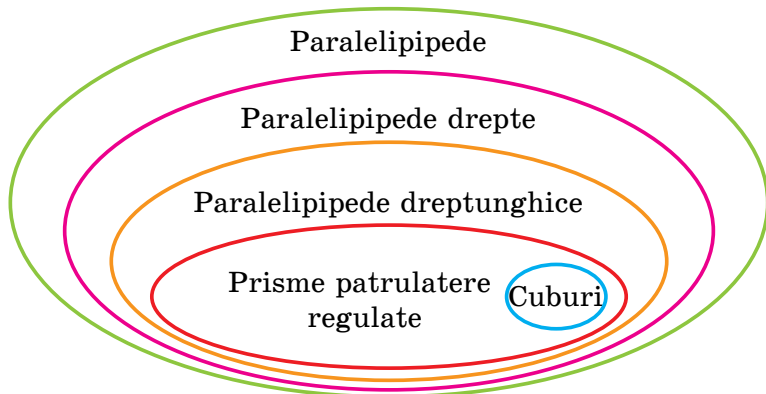 Paralelipipede
Paralelipipede drepte
Paralelipipede dreptunghice
Prisme patrulatere
regulate
Cuburi